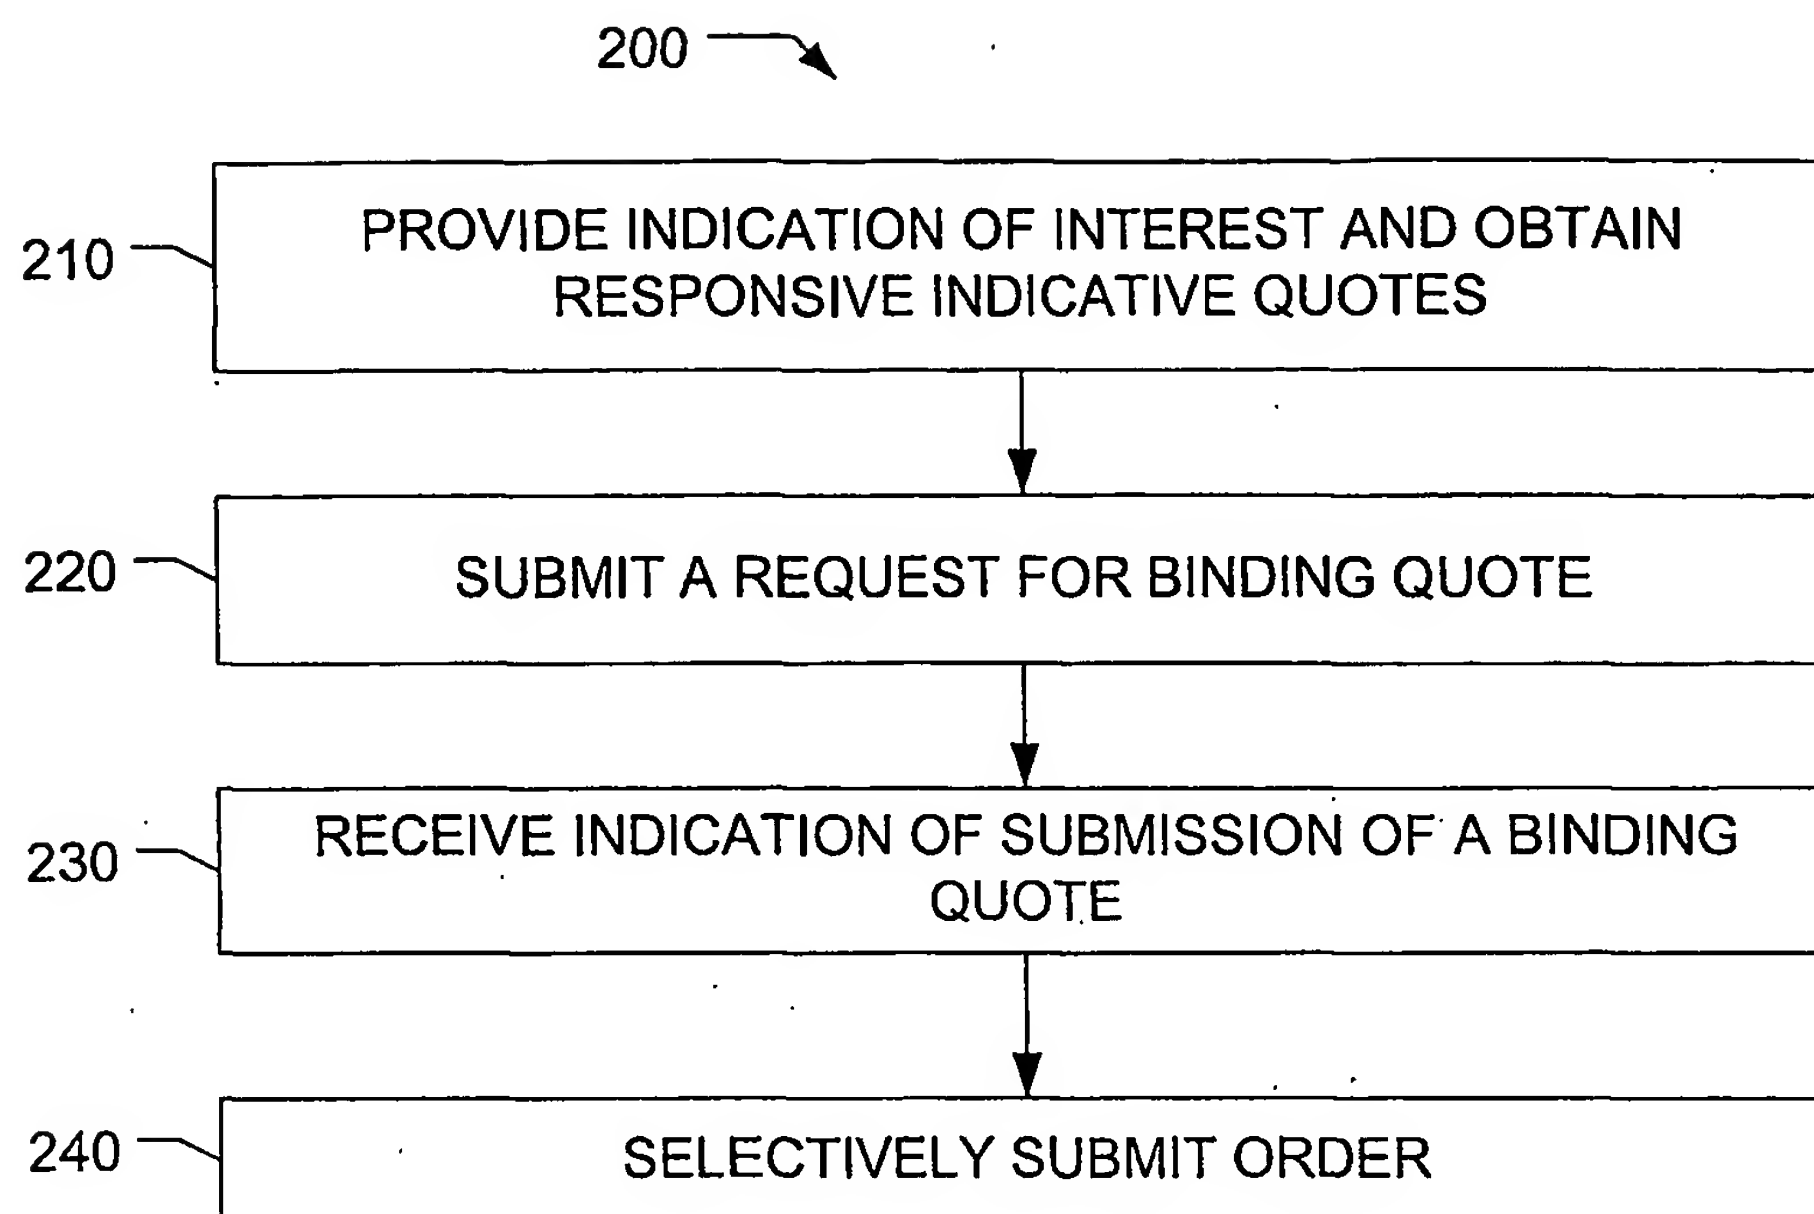 200
210
PROVIDE INDICATION OF INTEREST AND OBTAIN
RESPONSIVE INDICATIVE QUOTES
220
SUBMIT A REQUEST FOR BINDING QUOTE
230
RECEIVE INDICATION OF SUBMISSION OF A BINDING
QUOTE
240
SELECTIVELY SUBMIT ORDER